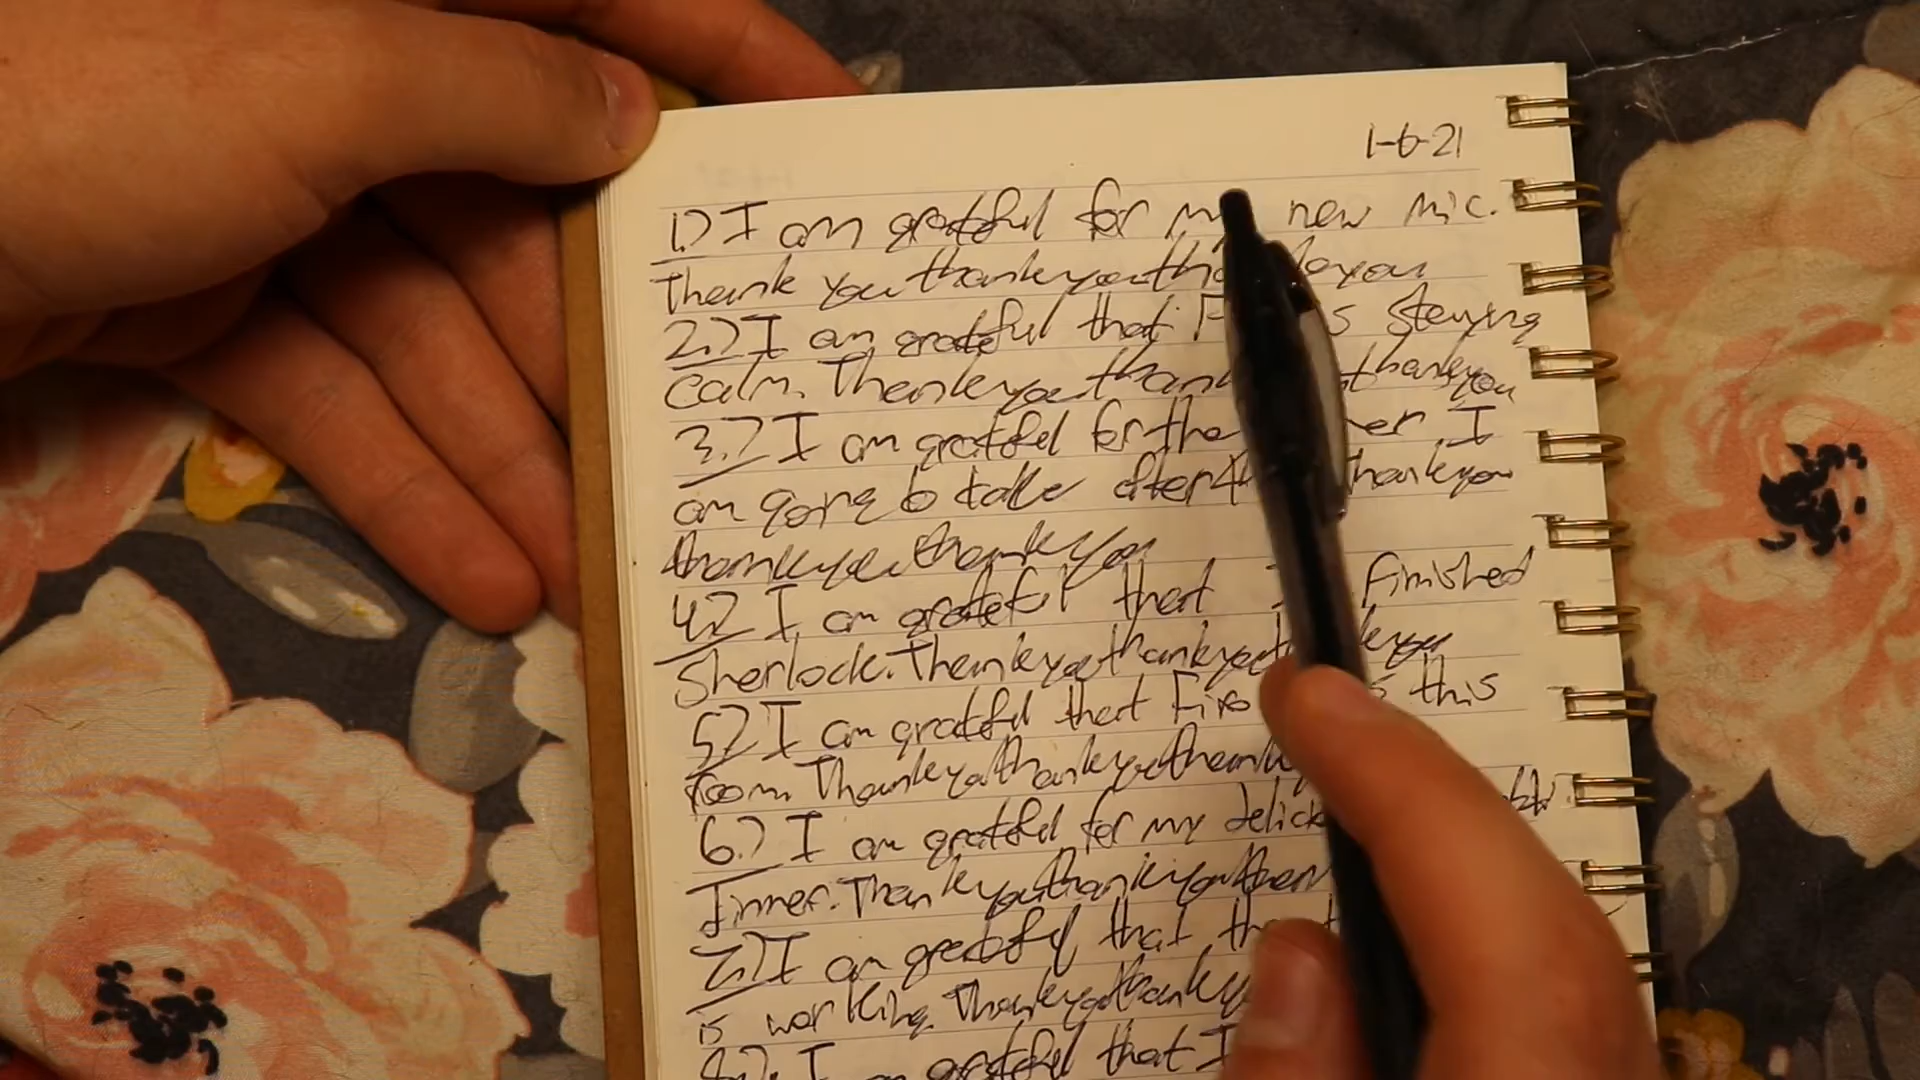 1-6-21
1.) I am grateful for my new mic.
Thank you thank you you
2.) I am grateful that is staying
calm. Thank you thank you
3.) I am grateful for the I
am going to take after thank you
thank you thank you
4.) I am grateful that finished
Sherlock. Thank you thank you
5.) I am grateful that this
room. Thank you thank you
6.) I am grateful for my
dinner. Thank you thank you
7.) I am grateful that
is working. Thank you thank
8.) I am grateful that I